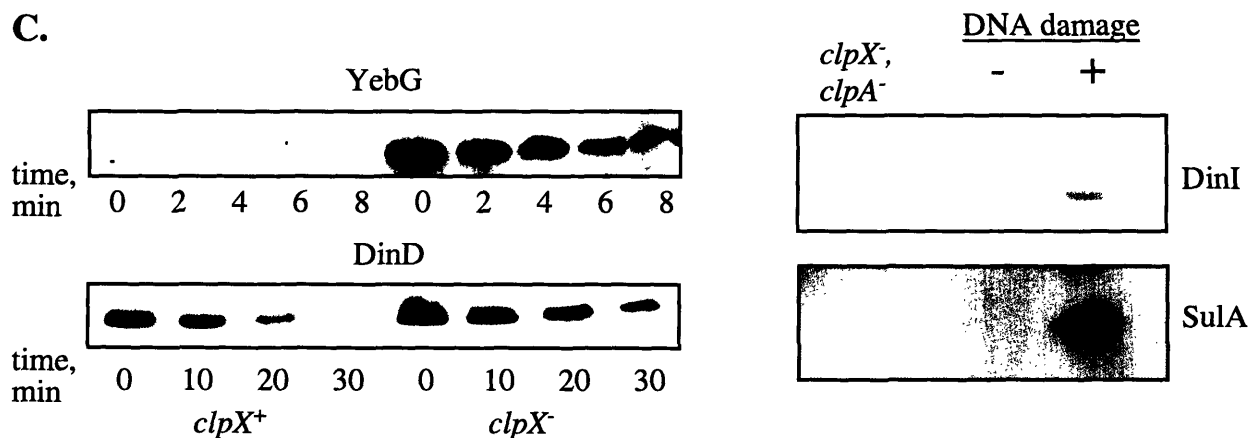 C.
YebG
time,
min
0 2 4 6 8 0 2 4 6 8
DinD
time,
min
0 10 20 30 0 10 20 30
clpX⁺ clpX⁻
DNA damage
clpX⁻,
clpA⁻
- +
DinI
SulA